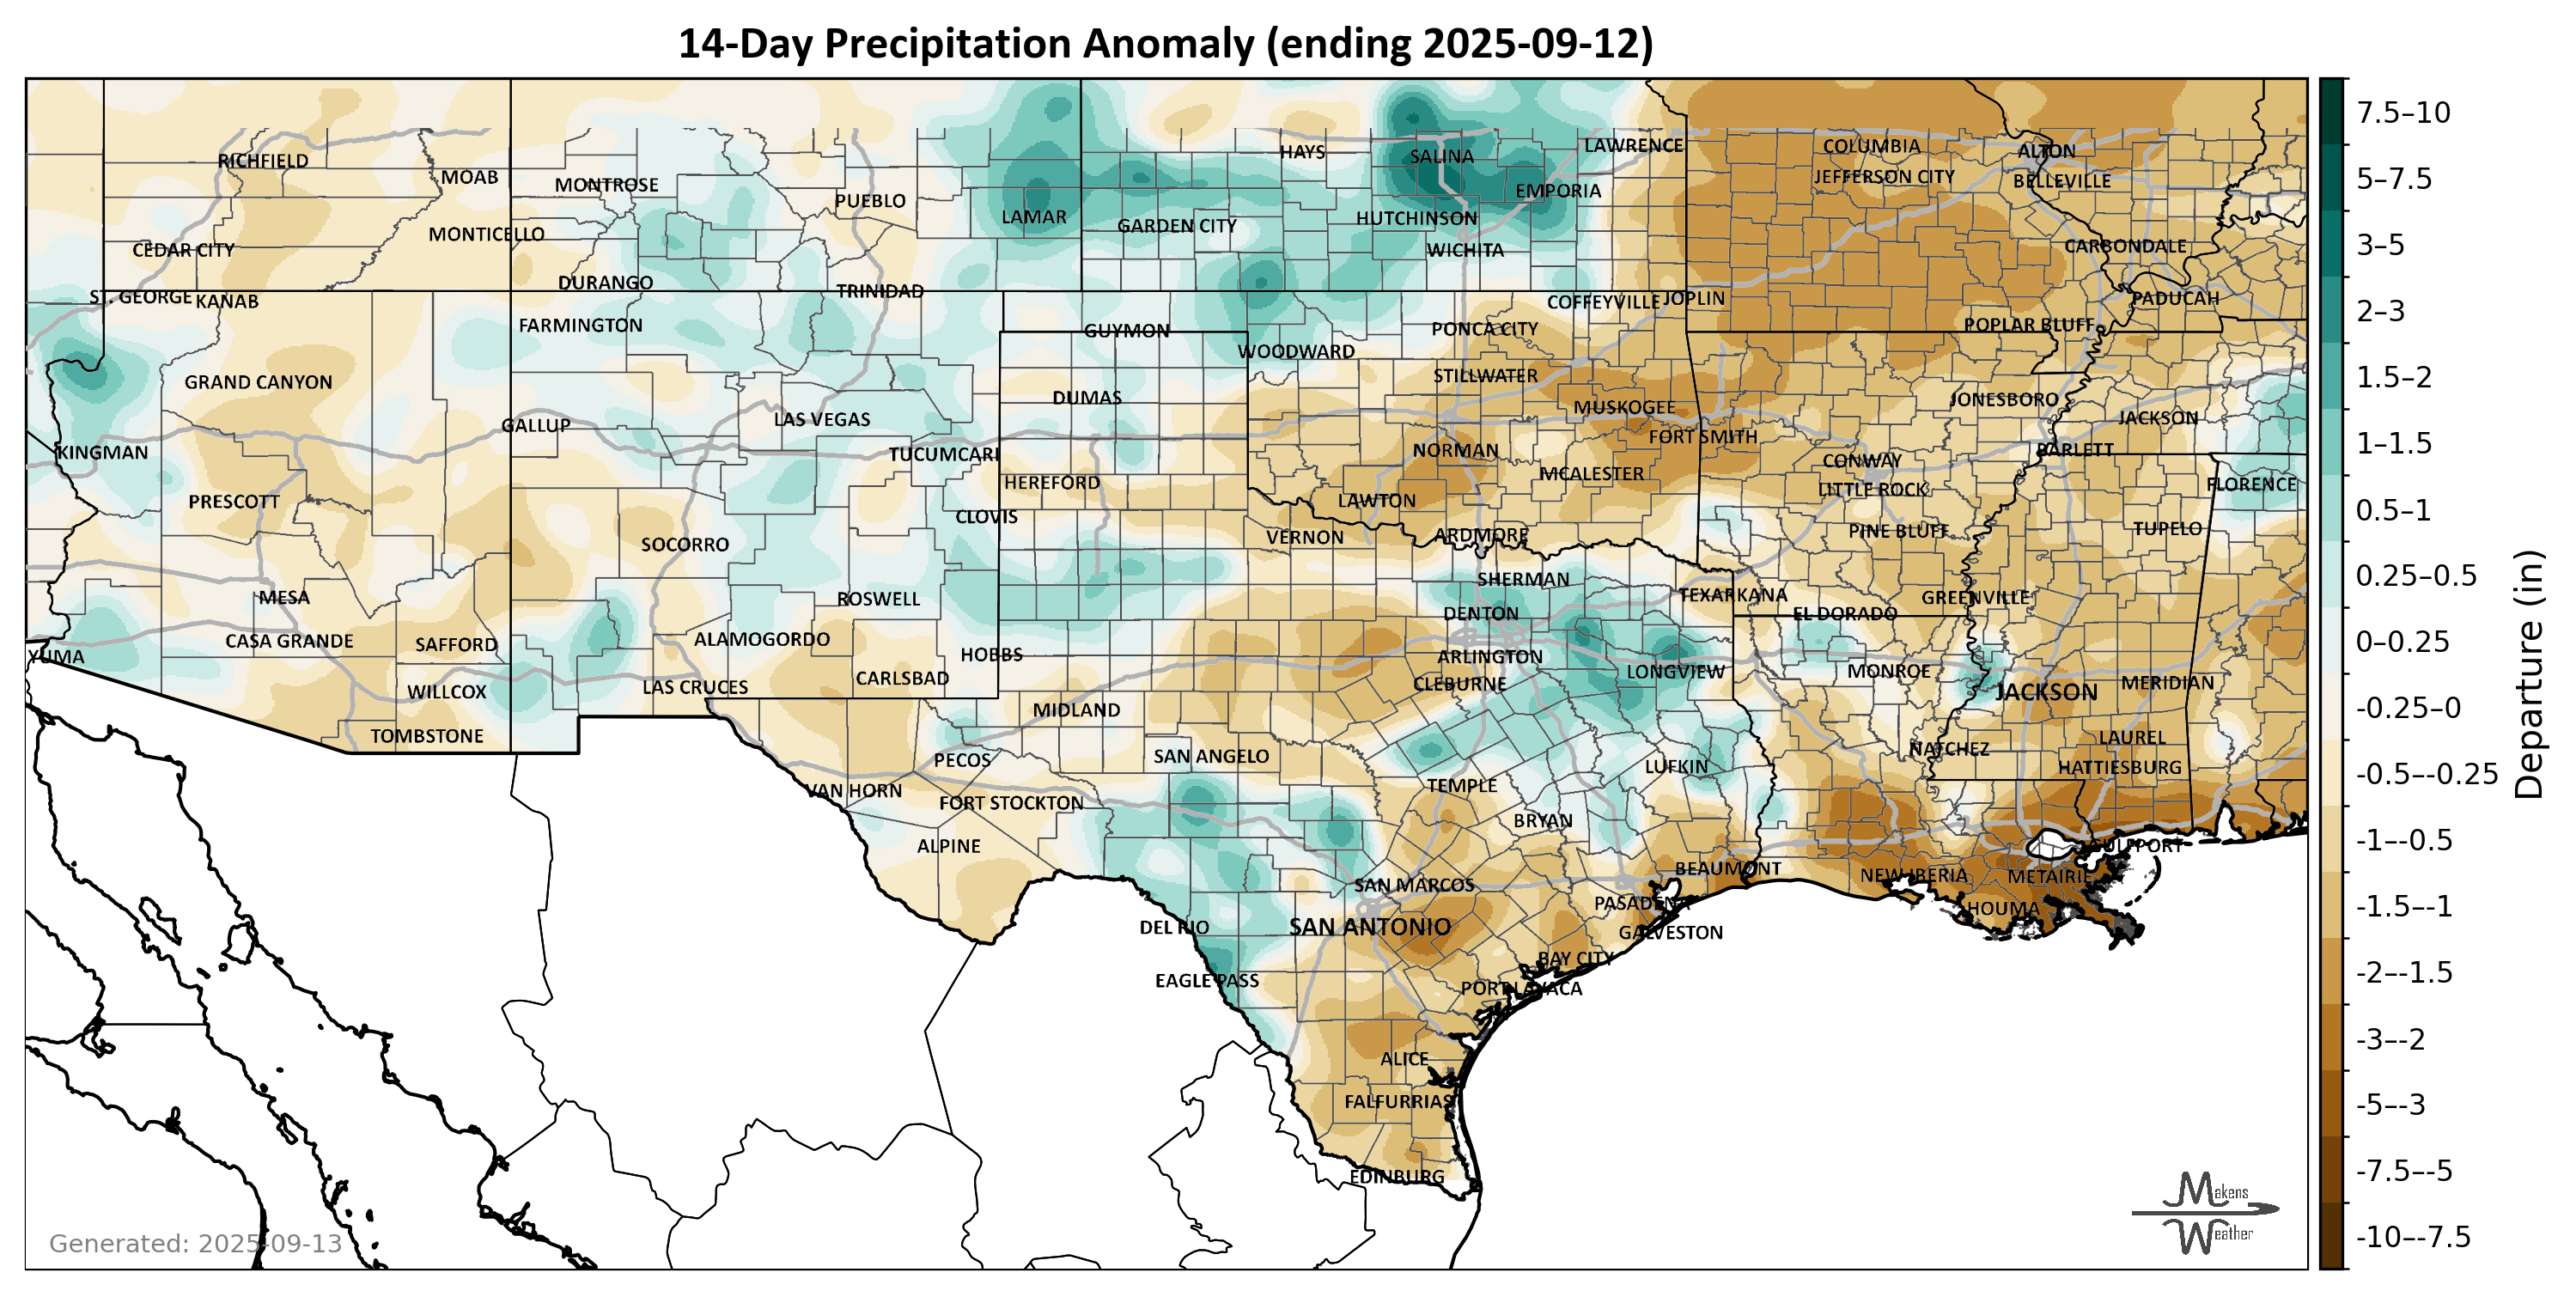 14-Day Precipitation Anomaly (ending 2025-09-12)
RICHFIELD
MOAB
MONTROSE
PUEBLO
LAMAR
GARDEN CITY
HAYS
SALINA
LAWRENCE
EMPORIA
HUTCHINSON
WICHITA
COLUMBIA
JEFFERSON CITY
ALTON
BELLEVILLE
CARBONDALE
CEDAR CITY
MONTICELLO
DURANGO
TRINIDAD
ST. GEORGE
KANAB
FARMINGTON
GUYMON
WOODWARD
PONCA CITY
COFFEYVILLE
JOPLIN
POPLAR BLUFF
PADUCAH
GRAND CANYON
GALLUP
LAS VEGAS
DUMAS
STILLWATER
MUSKOGEE
JONESBORO
JACKSON
KINGMAN
TUCUMCARI
NORMAN
FORT SMITH
MCALESTER
CONWAY
LITTLE ROCK
BARLETT
FLORENCE
PRESCOTT
HEREFORD
LAWTON
CLOVIS
SOCORRO
VERNON
ARDMORE
PINE BLUFF
TUPELO
MESA
ROSWELL
SHERMAN
DENTON
TEXARKANA
EL DORADO
GREENVILLE
YUMA
CASA GRANDE
SAFFORD
ALAMOGORDO
HOBBS
ARLINGTON
CLEBURNE
LONGVIEW
MONROE
JACKSON
MERIDIAN
WILLCOX
LAS CRUCES
CARLSBAD
MIDLAND
TOMBSTONE
PECOS
SAN ANGELO
TEMPLE
LUFKIN
NATCHEZ
LAUREL
HATTIESBURG
VAN HORN
FORT STOCKTON
BRYAN
ALPINE
SAN MARCOS
BEAUMONT
NEW IBERIA
METAIRIE
GULFPORT
DEL RIO
SAN ANTONIO
PASADENA
GALVESTON
HOUMA
EAGLE PASS
BAY CITY
PORT LAVACA
ALICE
FALFURRIAS
EDINBURG
Generated: 2025-09-13
Makens
Weather
7.5–10
5–7.5
3–5
2–3
1.5–2
1–1.5
0.5–1
0.25–0.5
0–0.25
-0.25–0
-0.5–-0.25
-1–-0.5
-1.5–-1
-2–-1.5
-3–-2
-5–-3
-7.5–-5
-10–-7.5
Departure (in)